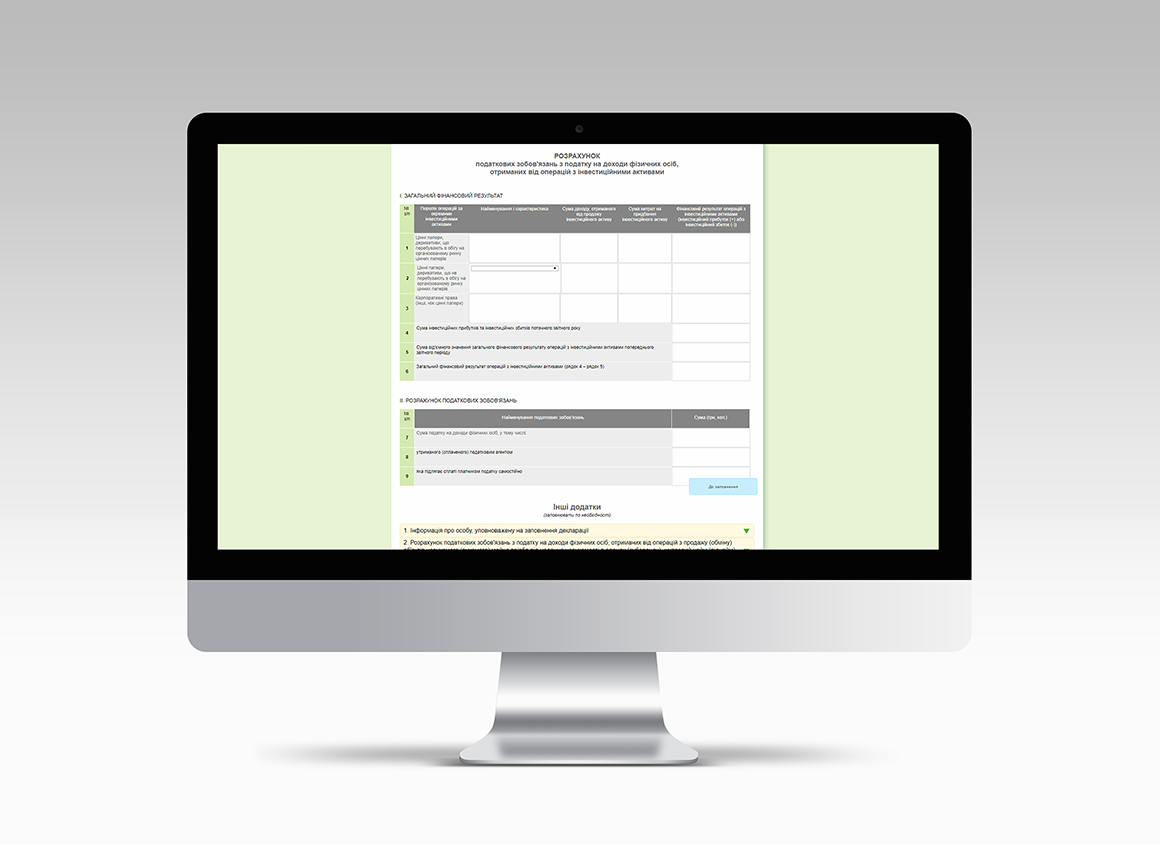 РОЗРАХУНОК
податкових зобов'язань з податку на доходи фізичних осіб,
отриманих від операцій з інвестиційними активами
I. ЗАГАЛЬНИЙ ФІНАНСОВИЙ РЕЗУЛЬТАТ
№ з/п
Перелік операцій за окремими інвестиційними активами
Найменування і характеристика
Сума доходу, отриманого від продажу інвестиційного активу
Сума витрат на придбання інвестиційного активу
Фінансовий результат операцій з інвестиційними активами (інвестиційний прибуток (+) або інвестиційний збиток (-))
1
Цінні папери,
деривативи, що
перебувають в обігу на
організованому ринку
цінних паперів
2
Цінні папери,
деривативи, що не
перебувають в обігу на
організованому ринку
цінних паперів
3
Корпоративні права
(інші, ніж цінні папери)
4
Сума інвестиційних прибутків та інвестиційних збитків поточного звітного року
5
Сума від'ємного значення загального фінансового результату операцій з інвестиційними активами попереднього
звітного періоду
6
Загальний фінансовий результат операцій з інвестиційними активами (рядок 4 – рядок 5)
II. РОЗРАХУНОК ПОДАТКОВИХ ЗОБОВ'ЯЗАНЬ
№ з/п
Найменування податкових зобов'язань
Сума (грн, коп.)
7
Сума податку на доходи фізичних осіб, у тому числі:
8
утриманого (сплаченого) податковим агентом
9
яка підлягає сплаті платником податку самостійно
До заповнення
Інші додатки
(заповнювати по необхідності)
1. Інформація про особу, уповноважену на заповнення декларації
2. Розрахунок податкових зобов'язань з податку на доходи фізичних осіб, отриманих від операцій з продажу (обміну)